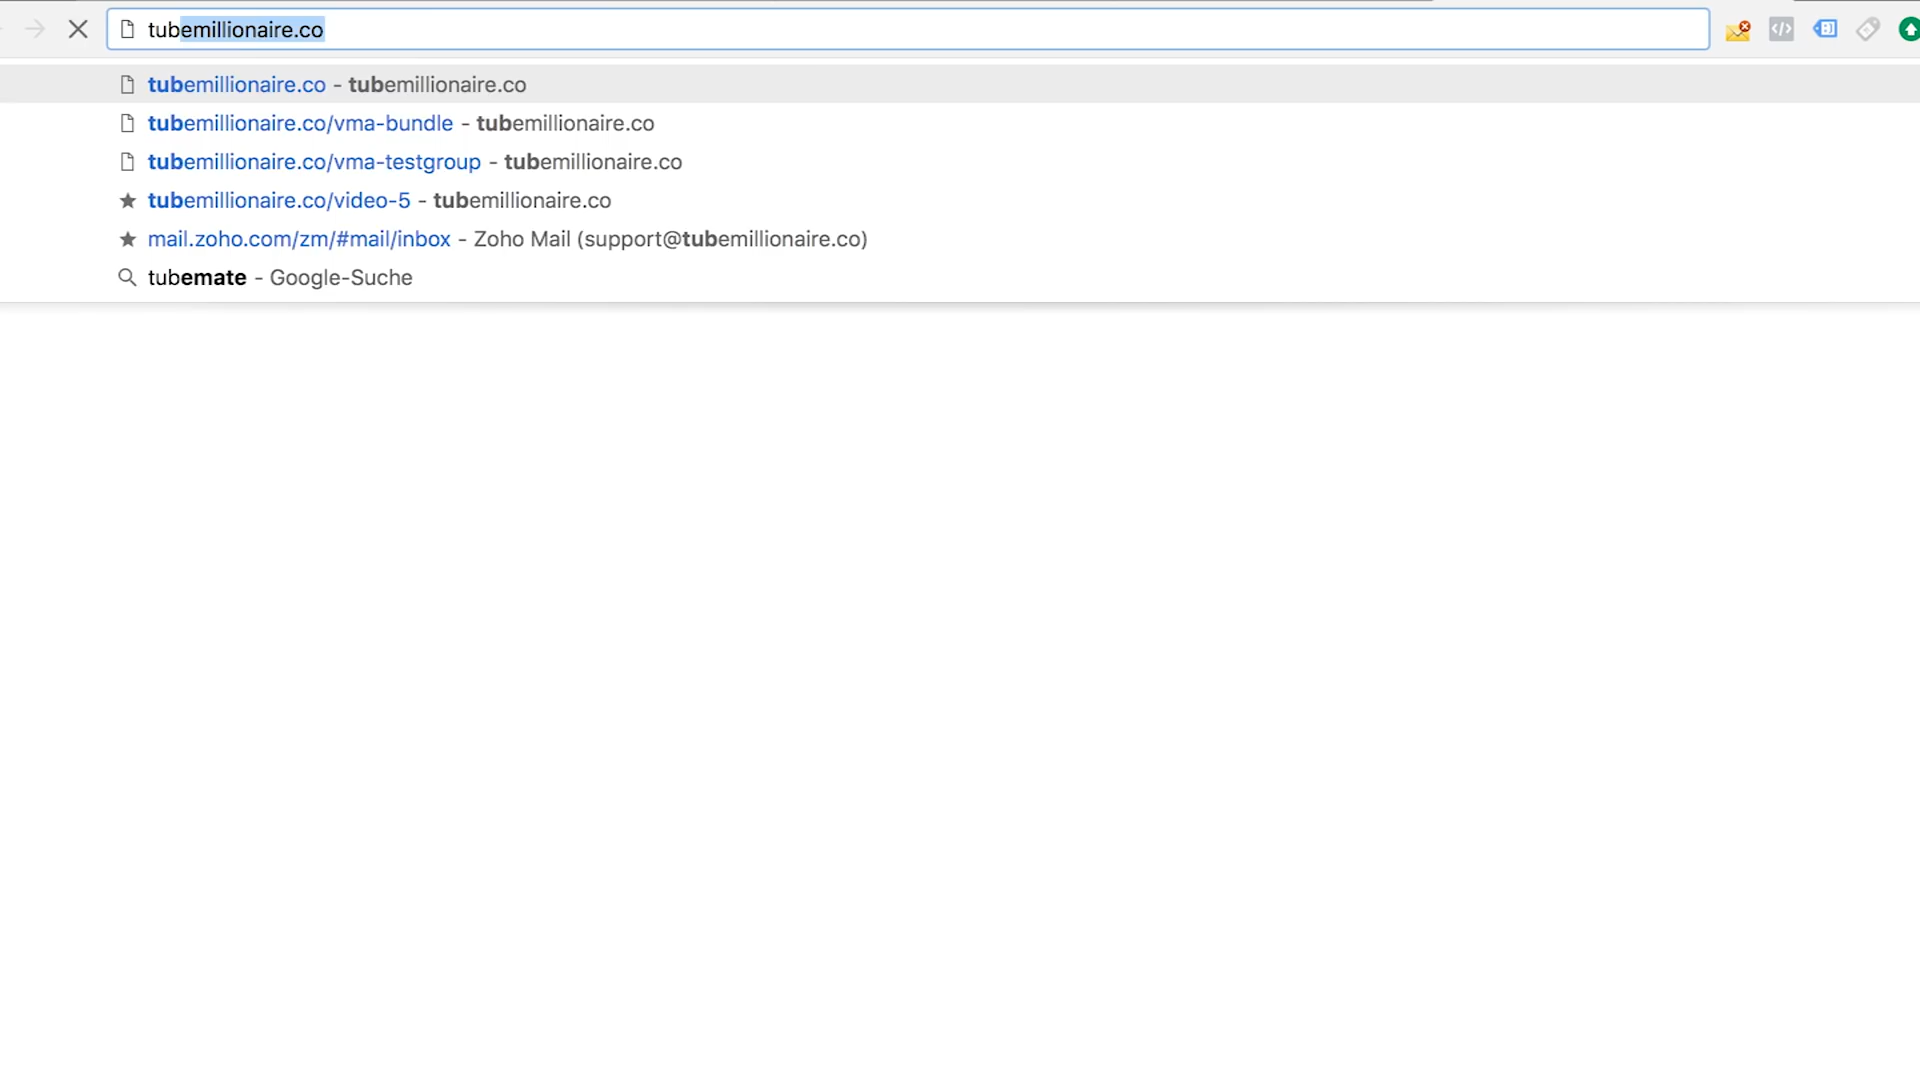 tubemillionaire.co
tubemillionaire.co - tubemillionaire.co
tubemillionaire.co/vma-bundle - tubemillionaire.co
tubemillionaire.co/vma-testgroup - tubemillionaire.co
tubemillionaire.co/video-5 - tubemillionaire.co
mail.zoho.com/zm/#mail/inbox - Zoho Mail (support@tubemillionaire.co)
tubemate - Google-Suche